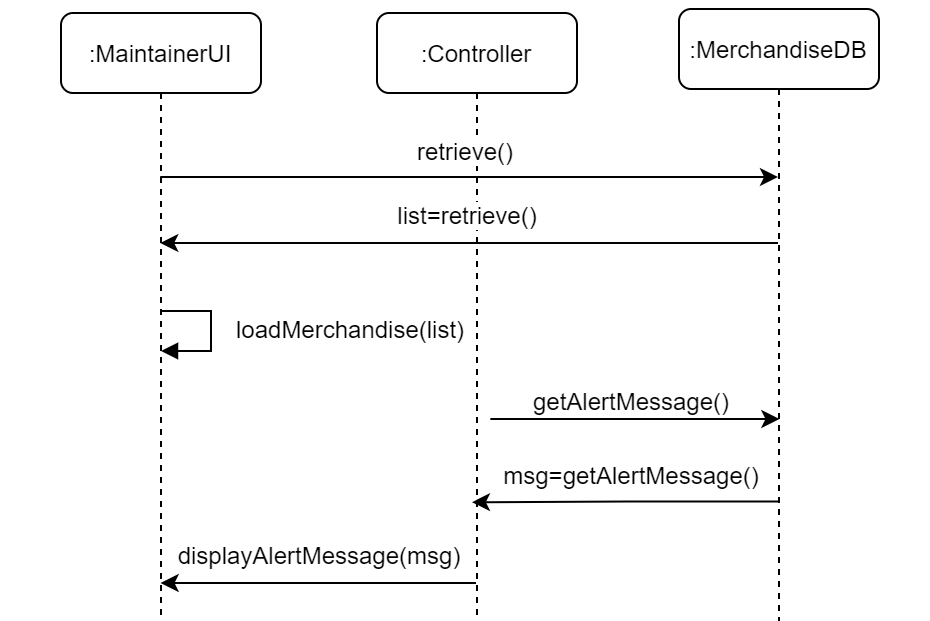 :MaintainerUI
:Controller
:MerchandiseDB
retrieve()
list=retrieve()
loadMerchandise(list)
getAlertMessage()
msg=getAlertMessage()
displayAlertMessage(msg)